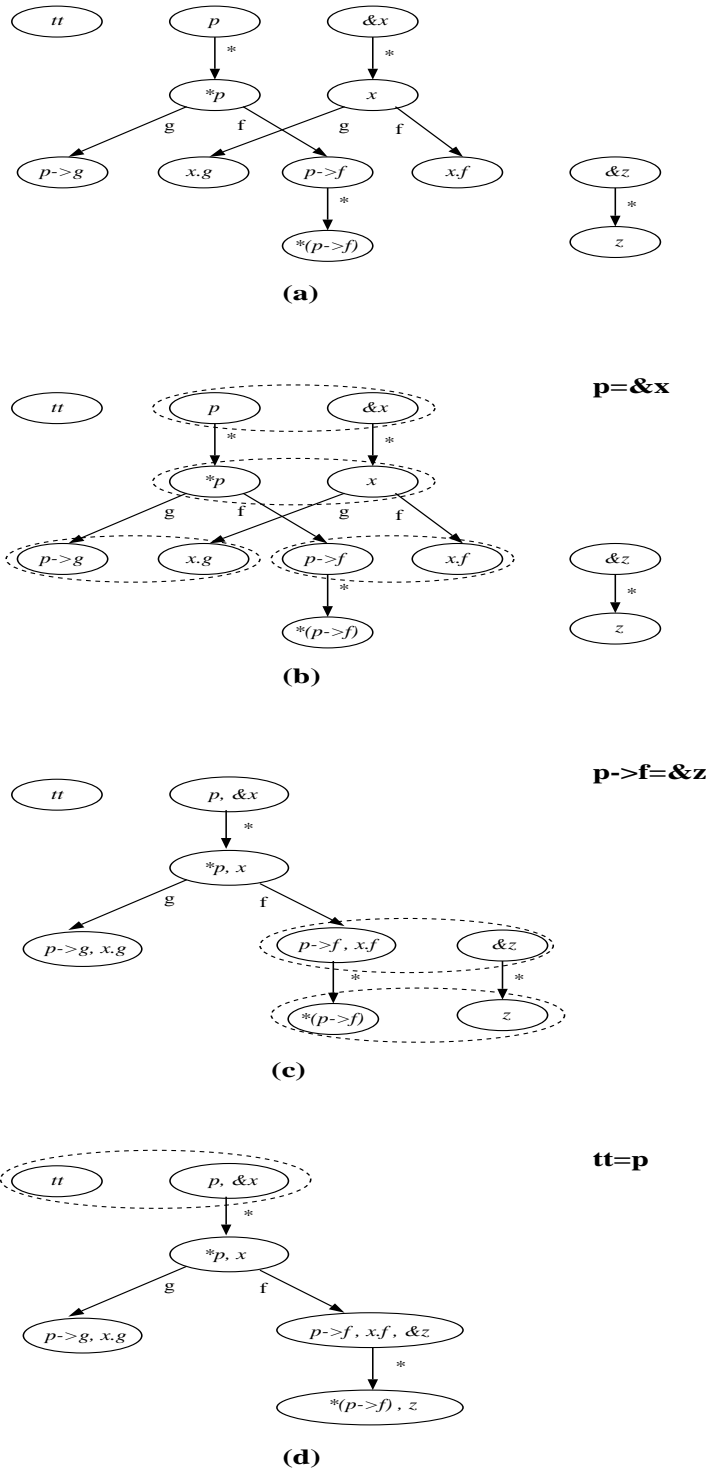 tt p &x
* *
*p x
g f g f
p->g x.g p->f x.f &z
* *
*(p->f) z
(a)
p=&x
tt p &x
* *
*p x
g f g f
p->g x.g p->f x.f &z
* *
*(p->f) z
(b)
p->f=&z
tt p, &x
*
*p, x
g f
p->g, x.g p->f , x.f &z
* *
*(p->f) z
(c)
tt=p
tt p, &x
*
*p, x
g f
p->g, x.g p->f , x.f , &z
*
*(p->f) , z
(d)